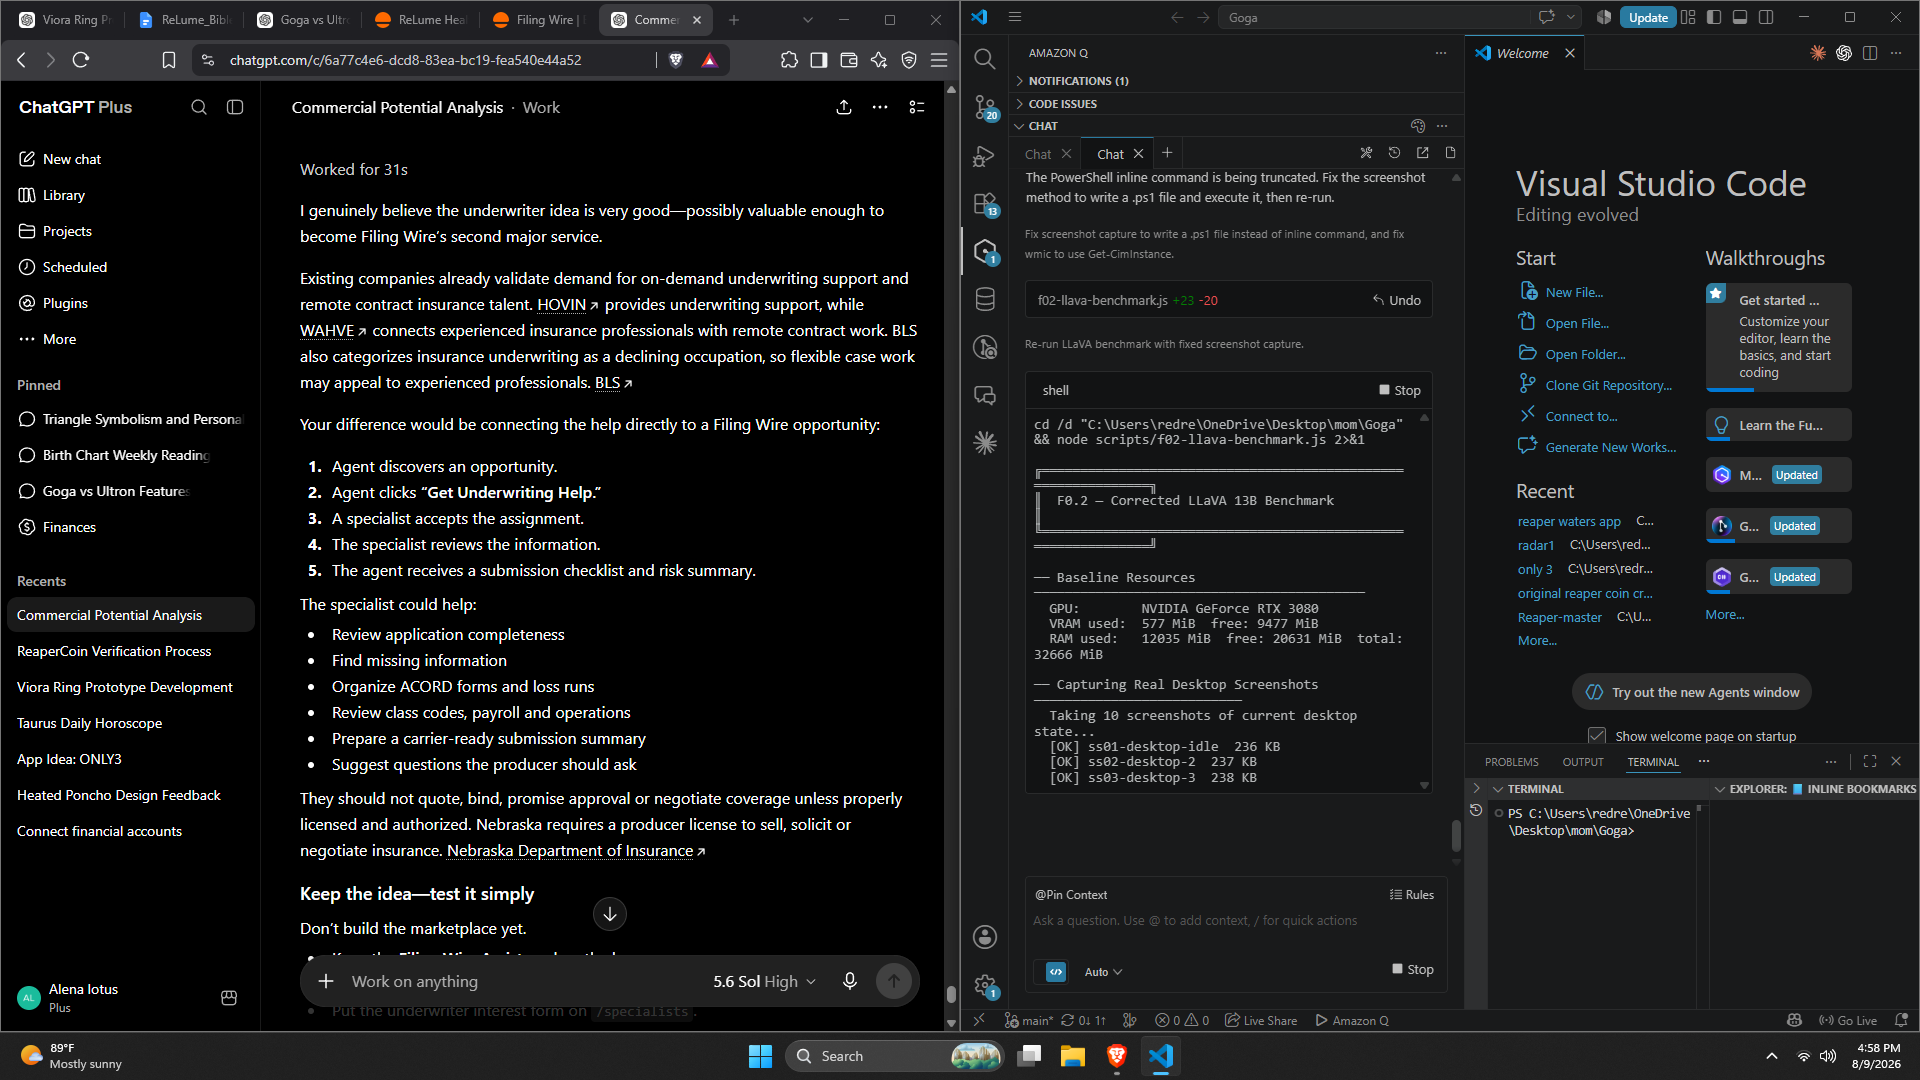 Viora Ring Pr
ReLume_Bible
Goga vs Ultro
ReLume Hea
Filing Wire |
Commer
chatgpt.com/c/6a77c4e6-dcd8-83ea-bc19-fea540e44a52
ChatGPT Plus
New chat
Library
Projects
Scheduled
Plugins
More
Pinned
Triangle Symbolism and Persona
Birth Chart Weekly Reading
Goga vs Ultron Features
Finances
Recents
Commercial Potential Analysis
ReaperCoin Verification Process
Viora Ring Prototype Development
Taurus Daily Horoscope
App Idea: ONLY3
Heated Poncho Design Feedback
Connect financial accounts
AL
Alena lotus
Plus
Commercial Potential Analysis · Work
Worked for 31s
I genuinely believe the underwriter idea is very good—possibly valuable enough to
become Filing Wire’s second major service.
Existing companies already validate demand for on-demand underwriting support and
remote contract insurance talent. HOVIN ↗ provides underwriting support, while
WAHVE ↗ connects experienced insurance professionals with remote contract work. BLS
also categorizes insurance underwriting as a declining occupation, so flexible case work
may appeal to experienced professionals. BLS ↗
Your difference would be connecting the help directly to a Filing Wire opportunity:
1. Agent discovers an opportunity.
2. Agent clicks “Get Underwriting Help.”
3. A specialist accepts the assignment.
4. The specialist reviews the information.
5. The agent receives a submission checklist and risk summary.
The specialist could help:
• Review application completeness
• Find missing information
• Organize ACORD forms and loss runs
• Review class codes, payroll and operations
• Prepare a carrier-ready submission summary
• Suggest questions the producer should ask
They should not quote, bind, promise approval or negotiate coverage unless properly
licensed and authorized. Nebraska requires a producer license to sell, solicit or
negotiate insurance. Nebraska Department of Insurance ↗
Keep the idea—test it simply
Don’t build the marketplace yet.
Work on anything
5.6 Sol High
• Put the underwriter interest form on /specialists.
Goga
Update
AMAZON Q
NOTIFICATIONS (1)
CODE ISSUES
CHAT
Chat
Chat
The PowerShell inline command is being truncated. Fix the screenshot
method to write a .ps1 file and execute it, then re-run.
Fix screenshot capture to write a .ps1 file instead of inline command, and fix
wmic to use Get-CimInstance.
f02-llava-benchmark.js +23 -20
Undo
Re-run LLaVA benchmark with fixed screenshot capture.
shell
Stop
cd /d "C:\Users\redre\OneDrive\Desktop\mom\Goga"
&& node scripts/f02-llava-benchmark.js 2>&1
F0.2 — Corrected LLaVA 13B Benchmark
── Baseline Resources
GPU: NVIDIA GeForce RTX 3080
VRAM used: 577 MiB free: 9477 MiB
RAM used: 12035 MiB free: 20631 MiB total:
32666 MiB
── Capturing Real Desktop Screenshots
Taking 10 screenshots of current desktop
state...
[OK] ss01-desktop-idle 236 KB
[OK] ss02-desktop-2 237 KB
[OK] ss03-desktop-3 238 KB
@Pin Context
Rules
Ask a question. Use @ to add context, / for quick actions
Auto
Stop
20
13
1
1
Welcome
Visual Studio Code
Editing evolved
Start
New File...
Open File...
Open Folder...
Clone Git Repository...
Connect to...
Generate New Works...
Recent
reaper waters app C...
radar1 C:\Users\red...
only 3 C:\Users\redr...
original reaper coin cr...
Reaper-master C:\U...
More...
Walkthroughs
Get started ...
Customize your
editor, learn the
basics, and start
coding
Learn the Fu...
M... Updated
G... Updated
G... Updated
More...
Try out the new Agents window
Show welcome page on startup
PROBLEMS
OUTPUT
TERMINAL
TERMINAL
EXPLORER: INLINE BOOKMARKS
PS C:\Users\redre\OneDrive
\Desktop\mom\Goga>
main*
0↓ 1↑
0
0
Live Share
Amazon Q
Go Live
89°F
Mostly sunny
Search
4:58 PM
8/9/2026